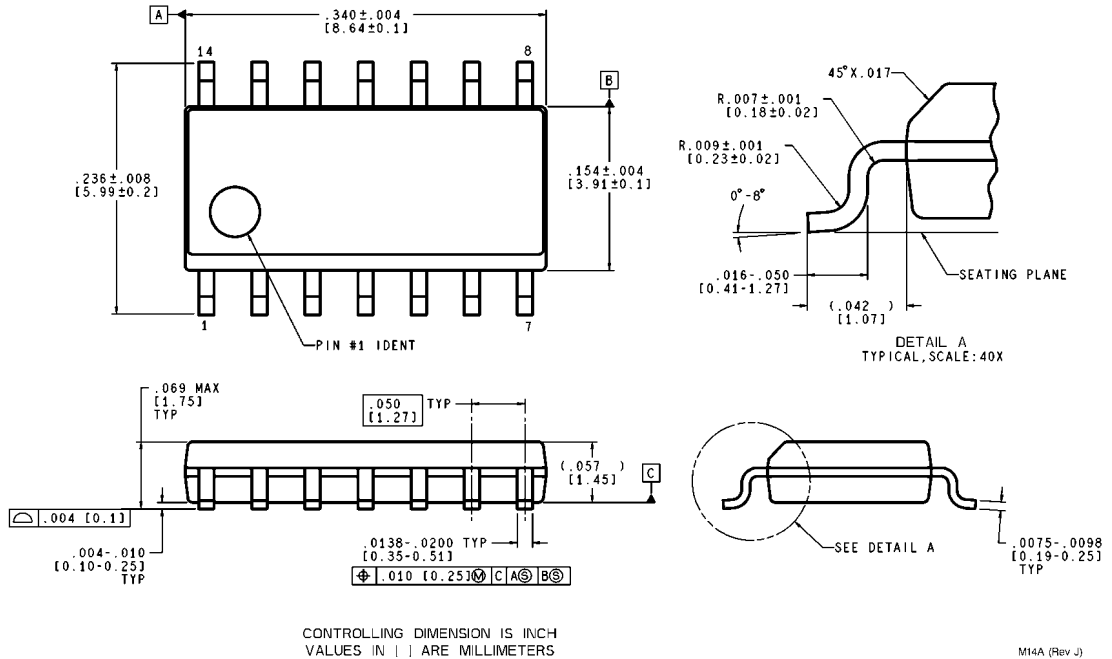 A
.340±.004
[8.64±0.1]
14
8
B
.236±.008
[5.99±0.2]
.154±.004
[3.91±0.1]
1
7
PIN #1 IDENT
45°X.017
R.007±.001
[0.18±0.02]
R.009±.001
[0.23±0.02]
0°-8°
SEATING PLANE
.016-.050
[0.41-1.27]
(.042 )
[1.07]
DETAIL A
TYPICAL, SCALE:40X
.069 MAX
[1.75]
TYP
.050
[1.27]
TYP
(.057 )
[1.45]
C
⌓ .004 [0.1]
.004-.010
[0.10-0.25]
TYP
.0138-.0200 TYP
[0.35-0.51]
⌖ .010 [0.25]Ⓜ C AⓈ BⓈ
SEE DETAIL A
.0075-.0098
[0.19-0.25]
TYP
CONTROLLING DIMENSION IS INCH
VALUES IN [ ] ARE MILLIMETERS
M14A (Rev J)